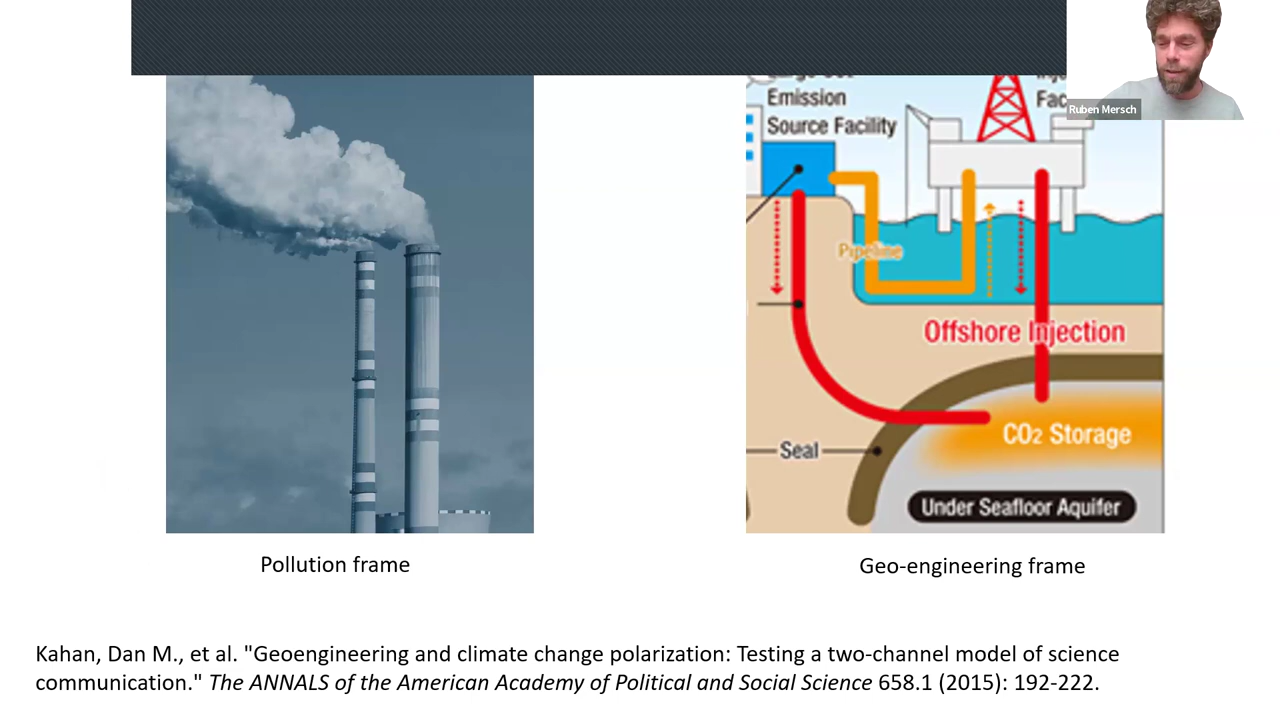 Emission
Source Facility
Ruben Mersch
Pipeline
Offshore Injection
CO2 Storage
Seal
Under Seafloor Aquifer
Pollution frame
Geo-engineering frame
Kahan, Dan M., et al. "Geoengineering and climate change polarization: Testing a two-channel model of science
communication." The ANNALS of the American Academy of Political and Social Science 658.1 (2015): 192-222.